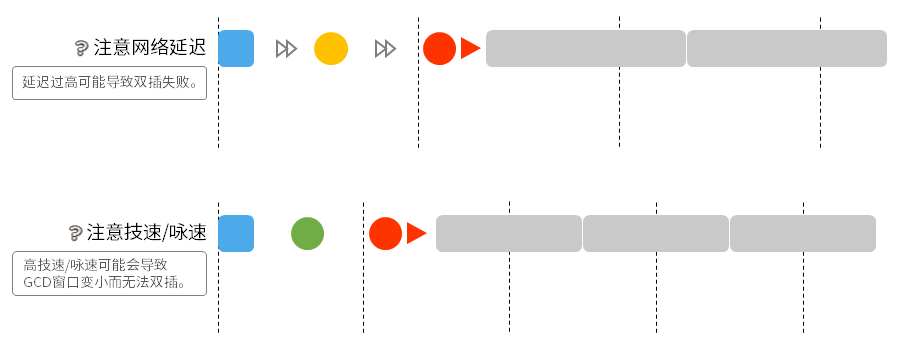 ? 注意网络延迟
延迟过高可能导致双插失败。
? 注意技速/咏速
高技速/咏速可能会导致
GCD窗口变小而无法双插。